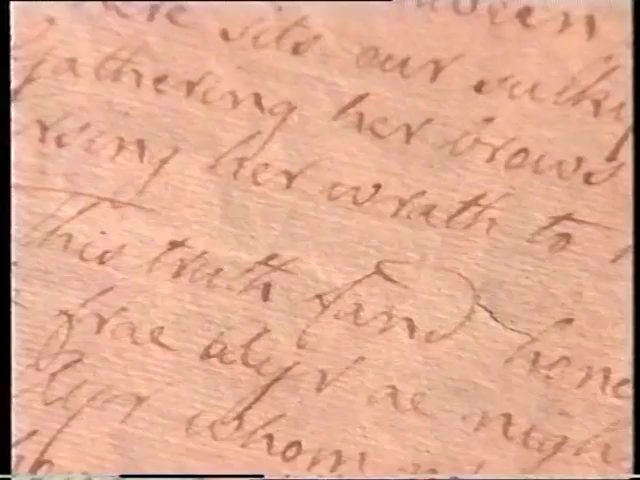 sits our sulky
gathering her brows
rsing her wrath to
This truth fand hone
frae Ayr ae nigh
Ayr whom